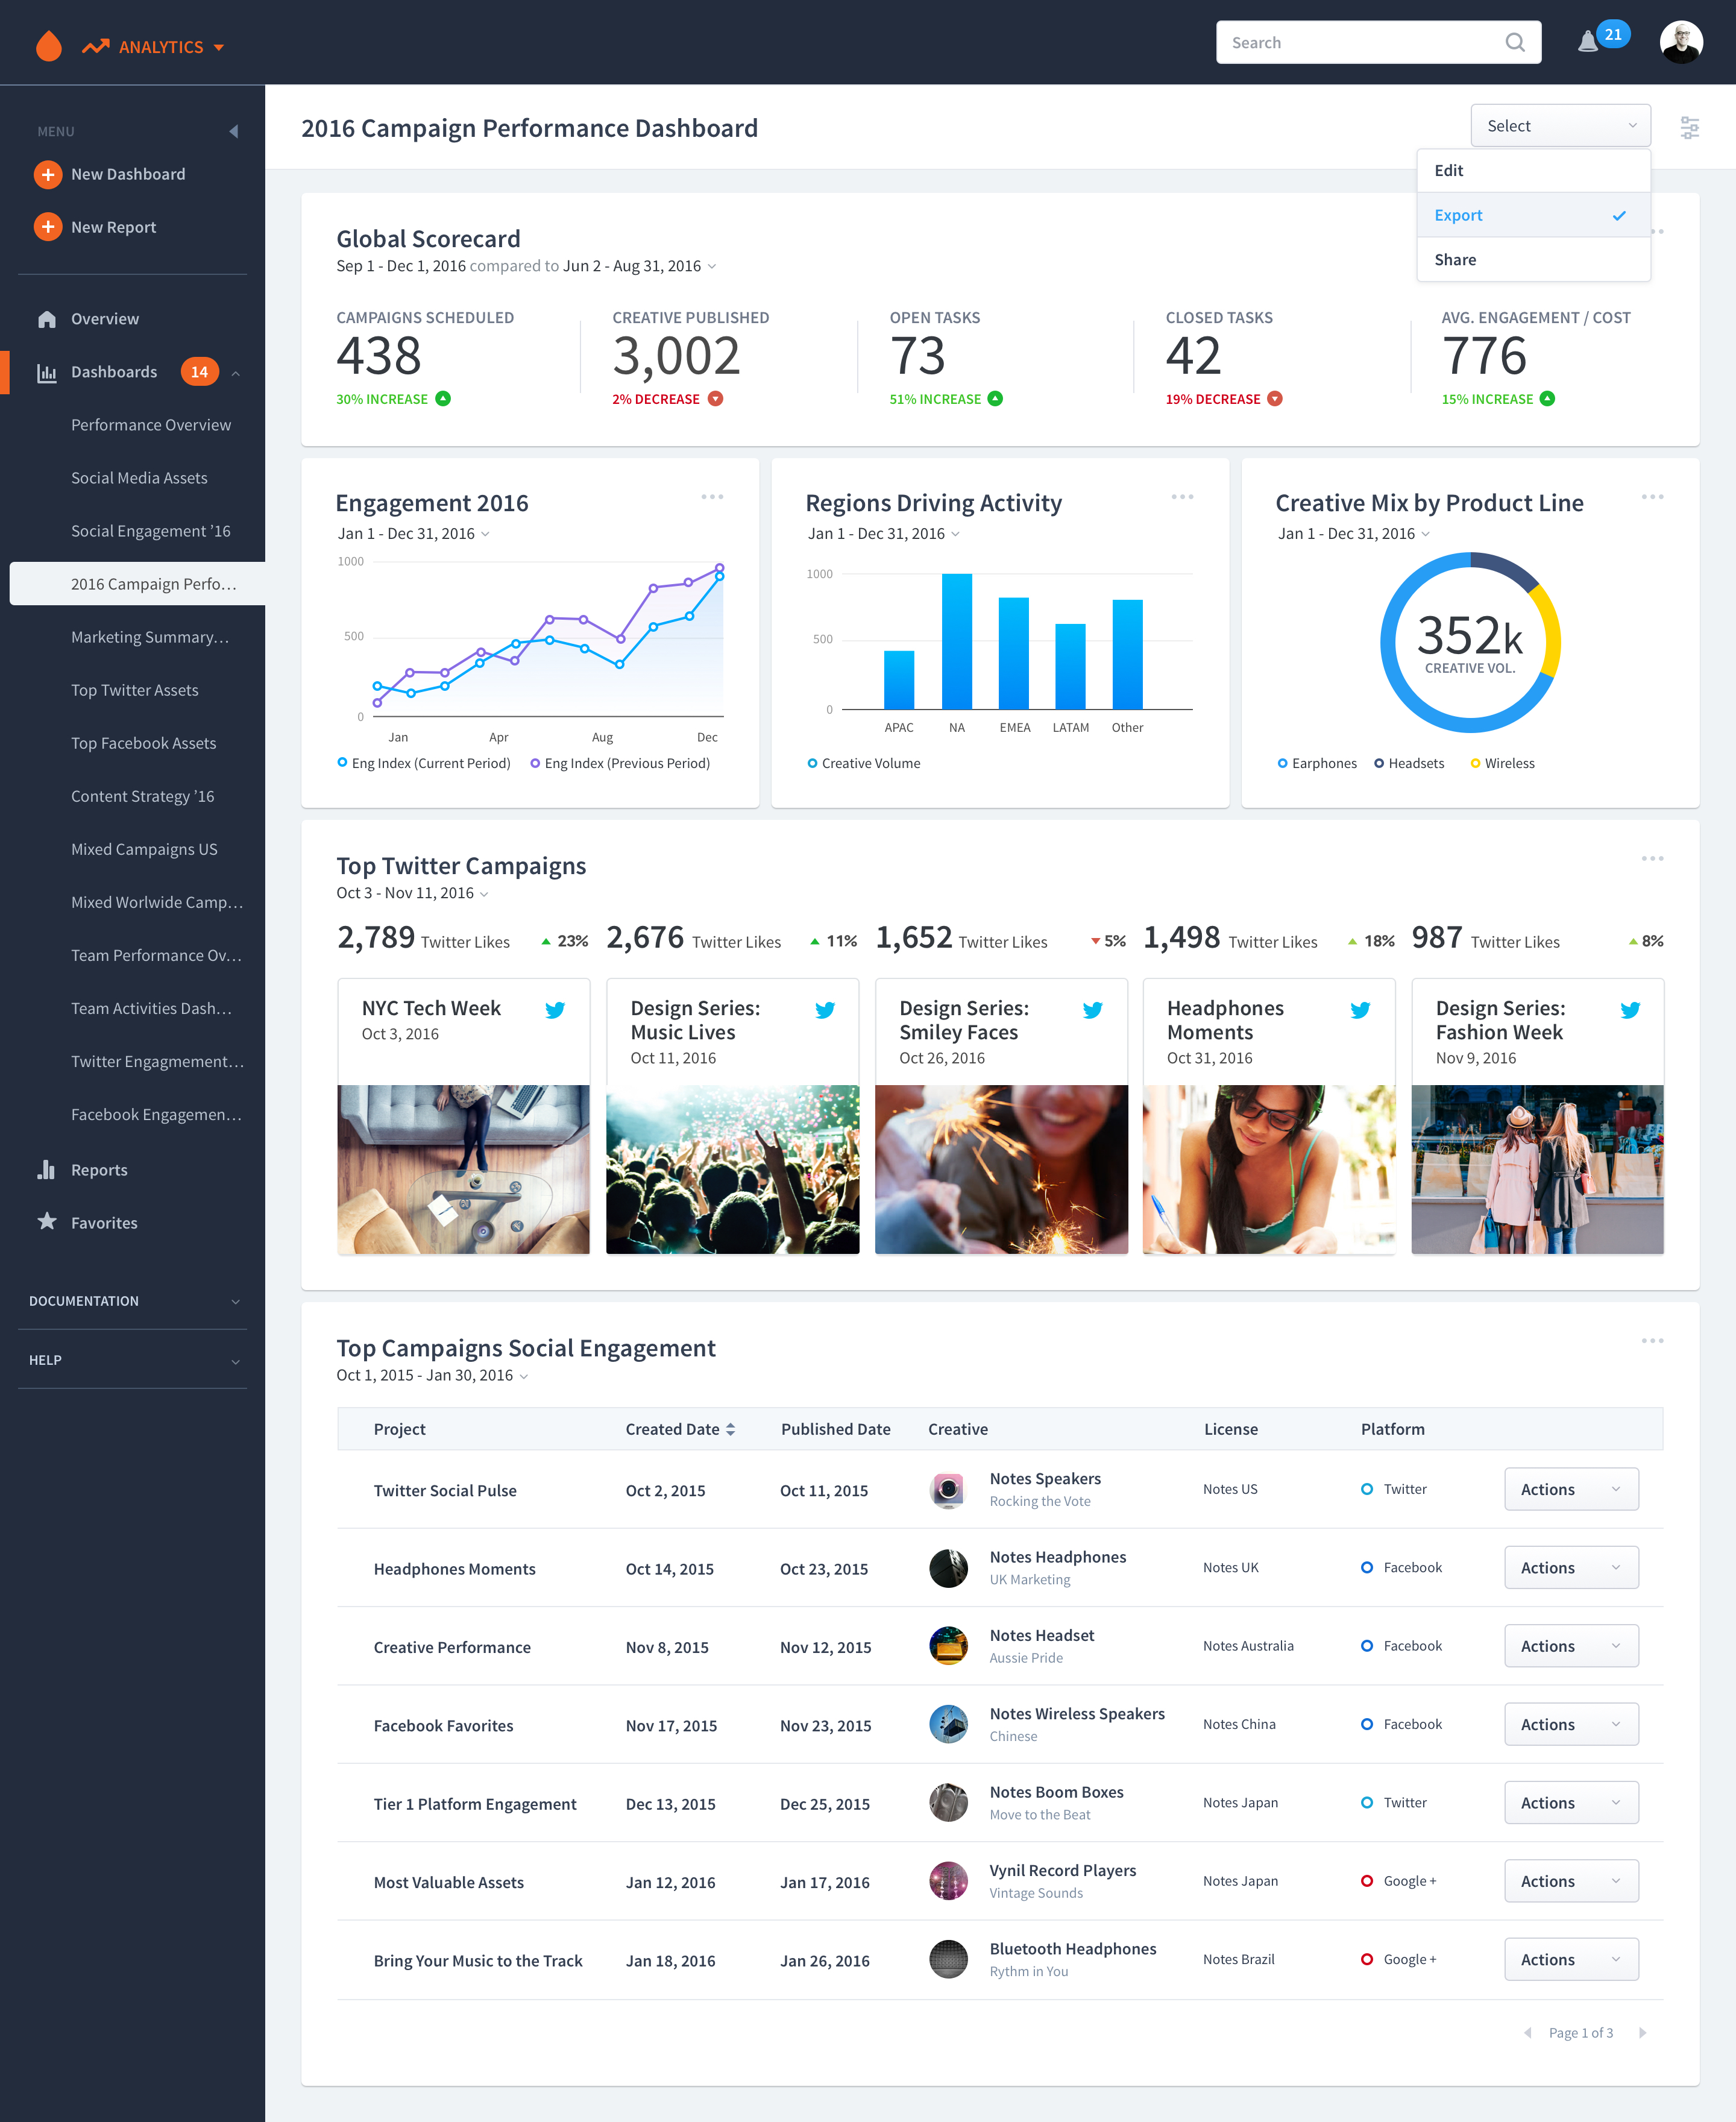 ANALYTICS
Search
21
MENU
New Dashboard
New Report
Overview
Dashboards 14
Performance Overview
Social Media Assets
Social Engagement ’16
2016 Campaign Perfo…
Marketing Summary…
Top Twitter Assets
Top Facebook Assets
Content Strategy ’16
Mixed Campaigns US
Mixed Worlwide Camp…
Team Performance Ov…
Team Activities Dash…
Twitter Engagmement…
Facebook Engagemen…
Reports
Favorites
DOCUMENTATION
HELP
2016 Campaign Performance Dashboard
Select
Edit
Export
Share
Global Scorecard
Sep 1 - Dec 1, 2016 compared to Jun 2 - Aug 31, 2016
CAMPAIGNS SCHEDULED
438
30% INCREASE
CREATIVE PUBLISHED
3,002
2% DECREASE
OPEN TASKS
73
51% INCREASE
CLOSED TASKS
42
19% DECREASE
AVG. ENGAGEMENT / COST
776
15% INCREASE
Engagement 2016
Jan 1 - Dec 31, 2016
1000
500
0
Jan Apr Aug Dec
Eng Index (Current Period) Eng Index (Previous Period)
Regions Driving Activity
Jan 1 - Dec 31, 2016
1000
500
0
APAC NA EMEA LATAM Other
Creative Volume
Creative Mix by Product Line
Jan 1 - Dec 31, 2016
352k
CREATIVE VOL.
Earphones Headsets Wireless
Top Twitter Campaigns
Oct 3 - Nov 11, 2016
2,789 Twitter Likes 23%
NYC Tech Week
Oct 3, 2016
2,676 Twitter Likes 11%
Design Series:
Music Lives
Oct 11, 2016
1,652 Twitter Likes 5%
Design Series:
Smiley Faces
Oct 26, 2016
1,498 Twitter Likes 18%
Headphones
Moments
Oct 31, 2016
987 Twitter Likes 8%
Design Series:
Fashion Week
Nov 9, 2016
Top Campaigns Social Engagement
Oct 1, 2015 - Jan 30, 2016
Project Created Date Published Date Creative License Platform
Twitter Social Pulse Oct 2, 2015 Oct 11, 2015 Notes Speakers Notes US Twitter Actions
Rocking the Vote
Headphones Moments Oct 14, 2015 Oct 23, 2015 Notes Headphones Notes UK Facebook Actions
UK Marketing
Creative Performance Nov 8, 2015 Nov 12, 2015 Notes Headset Notes Australia Facebook Actions
Aussie Pride
Facebook Favorites Nov 17, 2015 Nov 23, 2015 Notes Wireless Speakers Notes China Facebook Actions
Chinese
Tier 1 Platform Engagement Dec 13, 2015 Dec 25, 2015 Notes Boom Boxes Notes Japan Twitter Actions
Move to the Beat
Most Valuable Assets Jan 12, 2016 Jan 17, 2016 Vynil Record Players Notes Japan Google + Actions
Vintage Sounds
Bring Your Music to the Track Jan 18, 2016 Jan 26, 2016 Bluetooth Headphones Notes Brazil Google + Actions
Rythm in You
Page 1 of 3